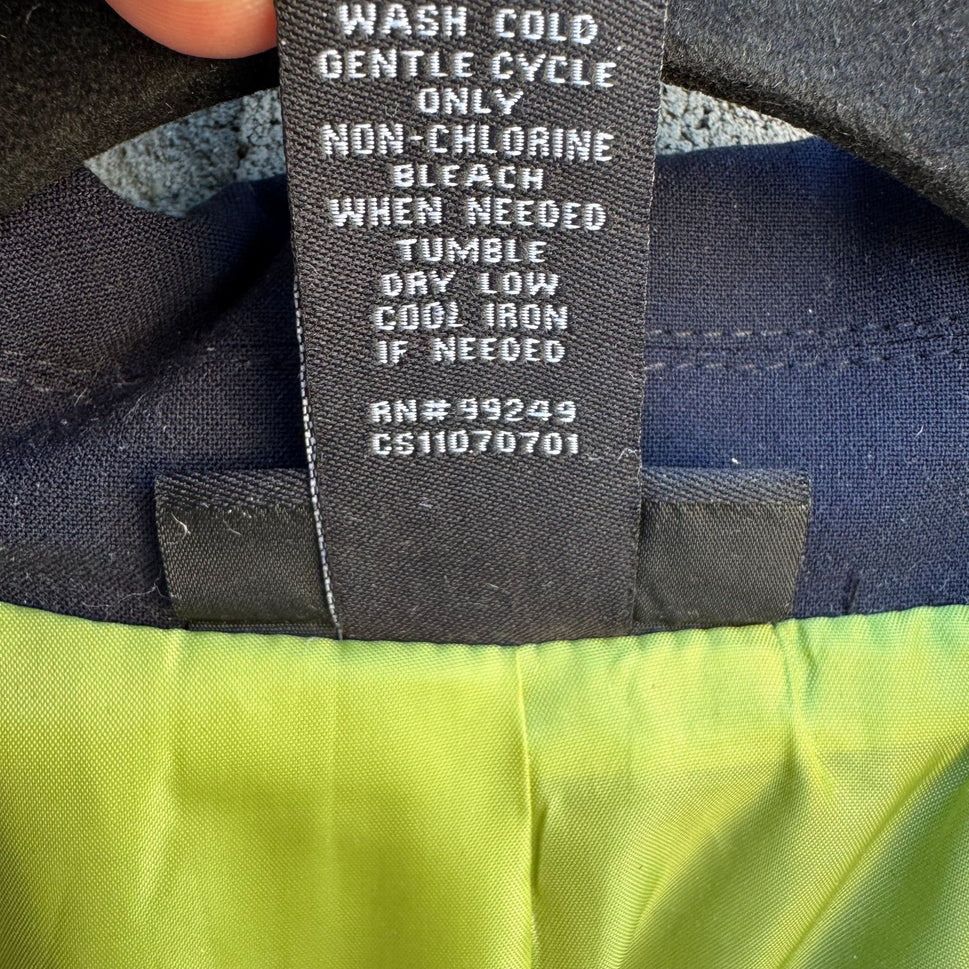 WASH COLD
GENTLE CYCLE
ONLY
NON-CHLORINE
BLEACH
WHEN NEEDED
TUMBLE
DRY LOW
COOL IRON
IF NEEDED
RN# 99249
CS11070701